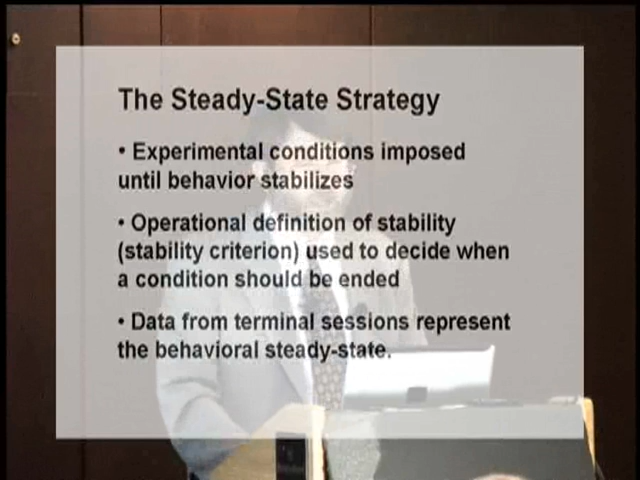 The Steady-State Strategy
• Experimental conditions imposed
until behavior stabilizes
• Operational definition of stability
(stability criterion) used to decide when
a condition should be ended
• Data from terminal sessions represent
the behavioral steady-state.